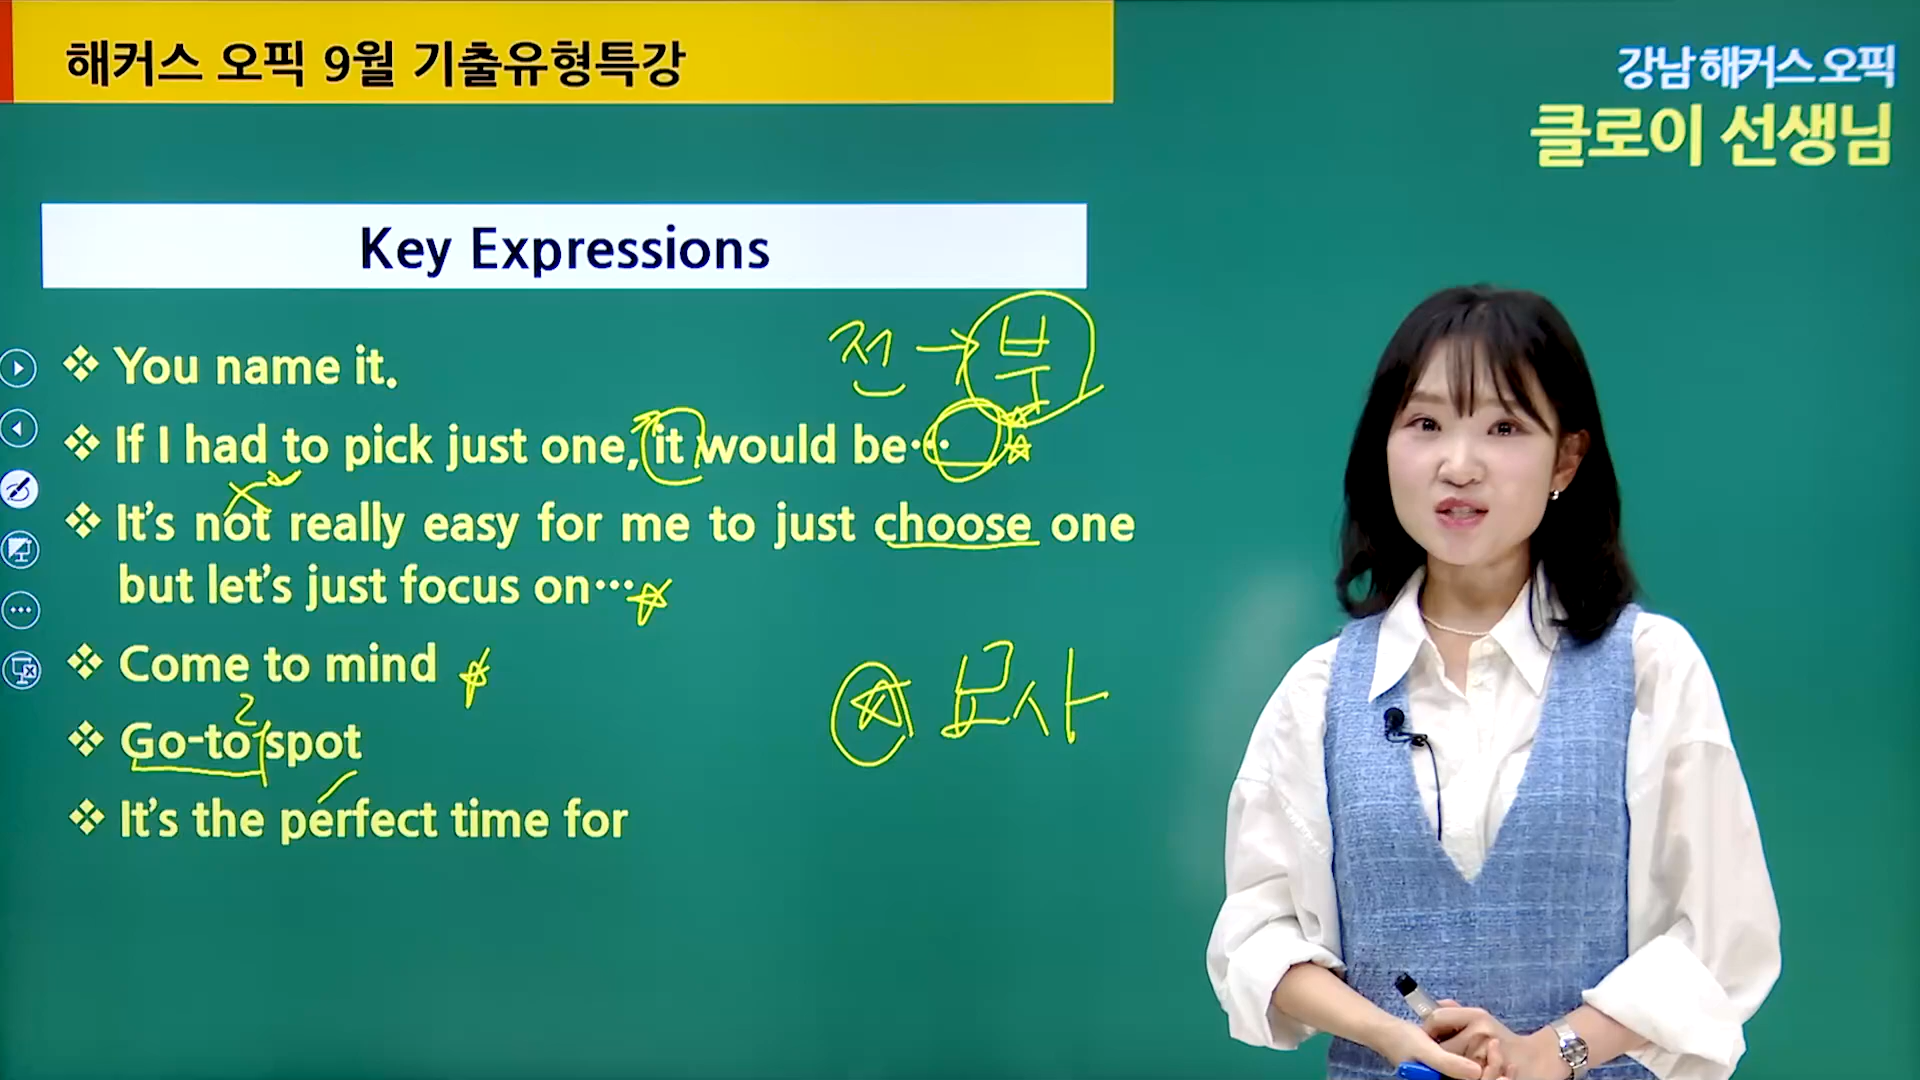 해커스 오픽 9월 기출유형특강
강남 해커스 오픽
클로이 선생님
Key Expressions
전 → 부
❖ You name it.
❖ If I had to pick just one, it would be…
❖ It's not really easy for me to just choose one
but let's just focus on…
❖ Come to mind
묘사
2
❖ Go-to spot
❖ It's the perfect time for